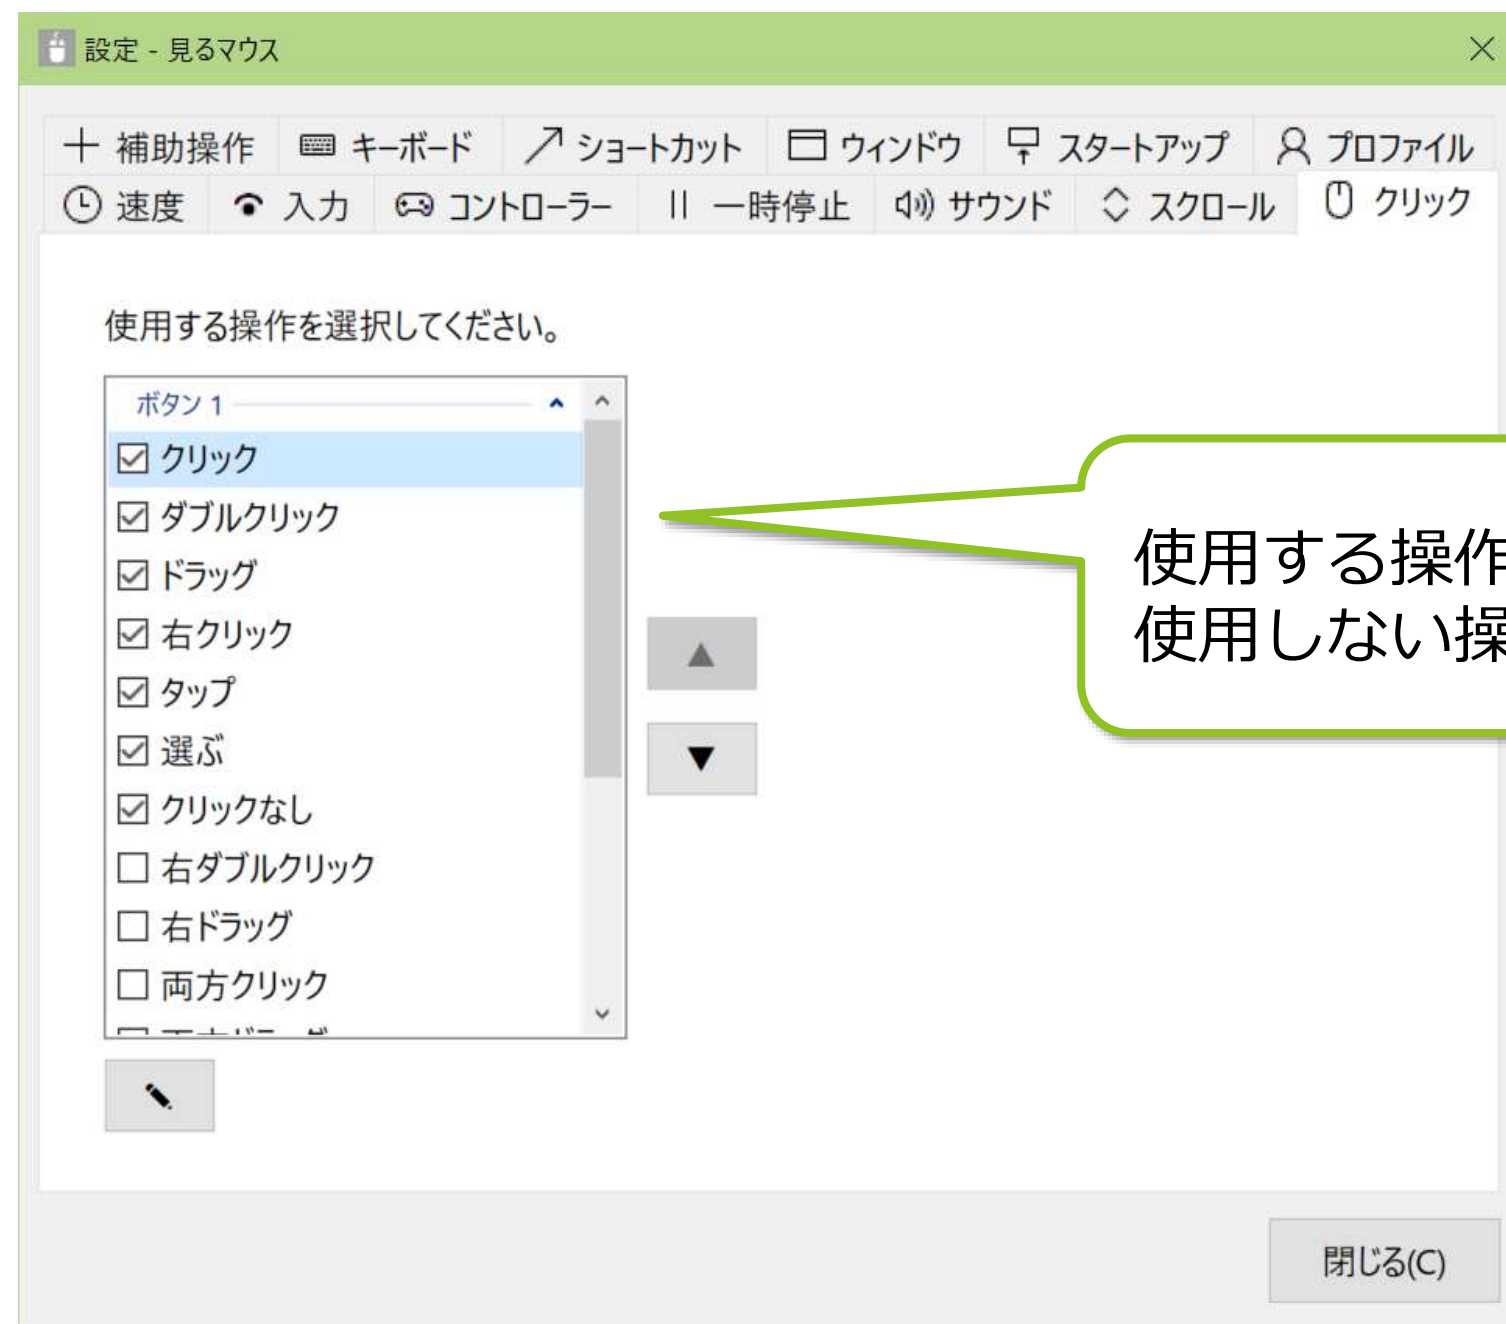 設定 - 見るマウス
補助操作 キーボード ショートカット ウィンドウ スタートアップ プロファイル
速度 入力 コントローラー 一時停止 サウンド スクロール クリック
使用する操作を選択してください。
ボタン 1
クリック
ダブルクリック
ドラッグ
右クリック
タップ
選ぶ
クリックなし
右ダブルクリック
右ドラッグ
両方クリック
使用する操作
使用しない操
閉じる(C)